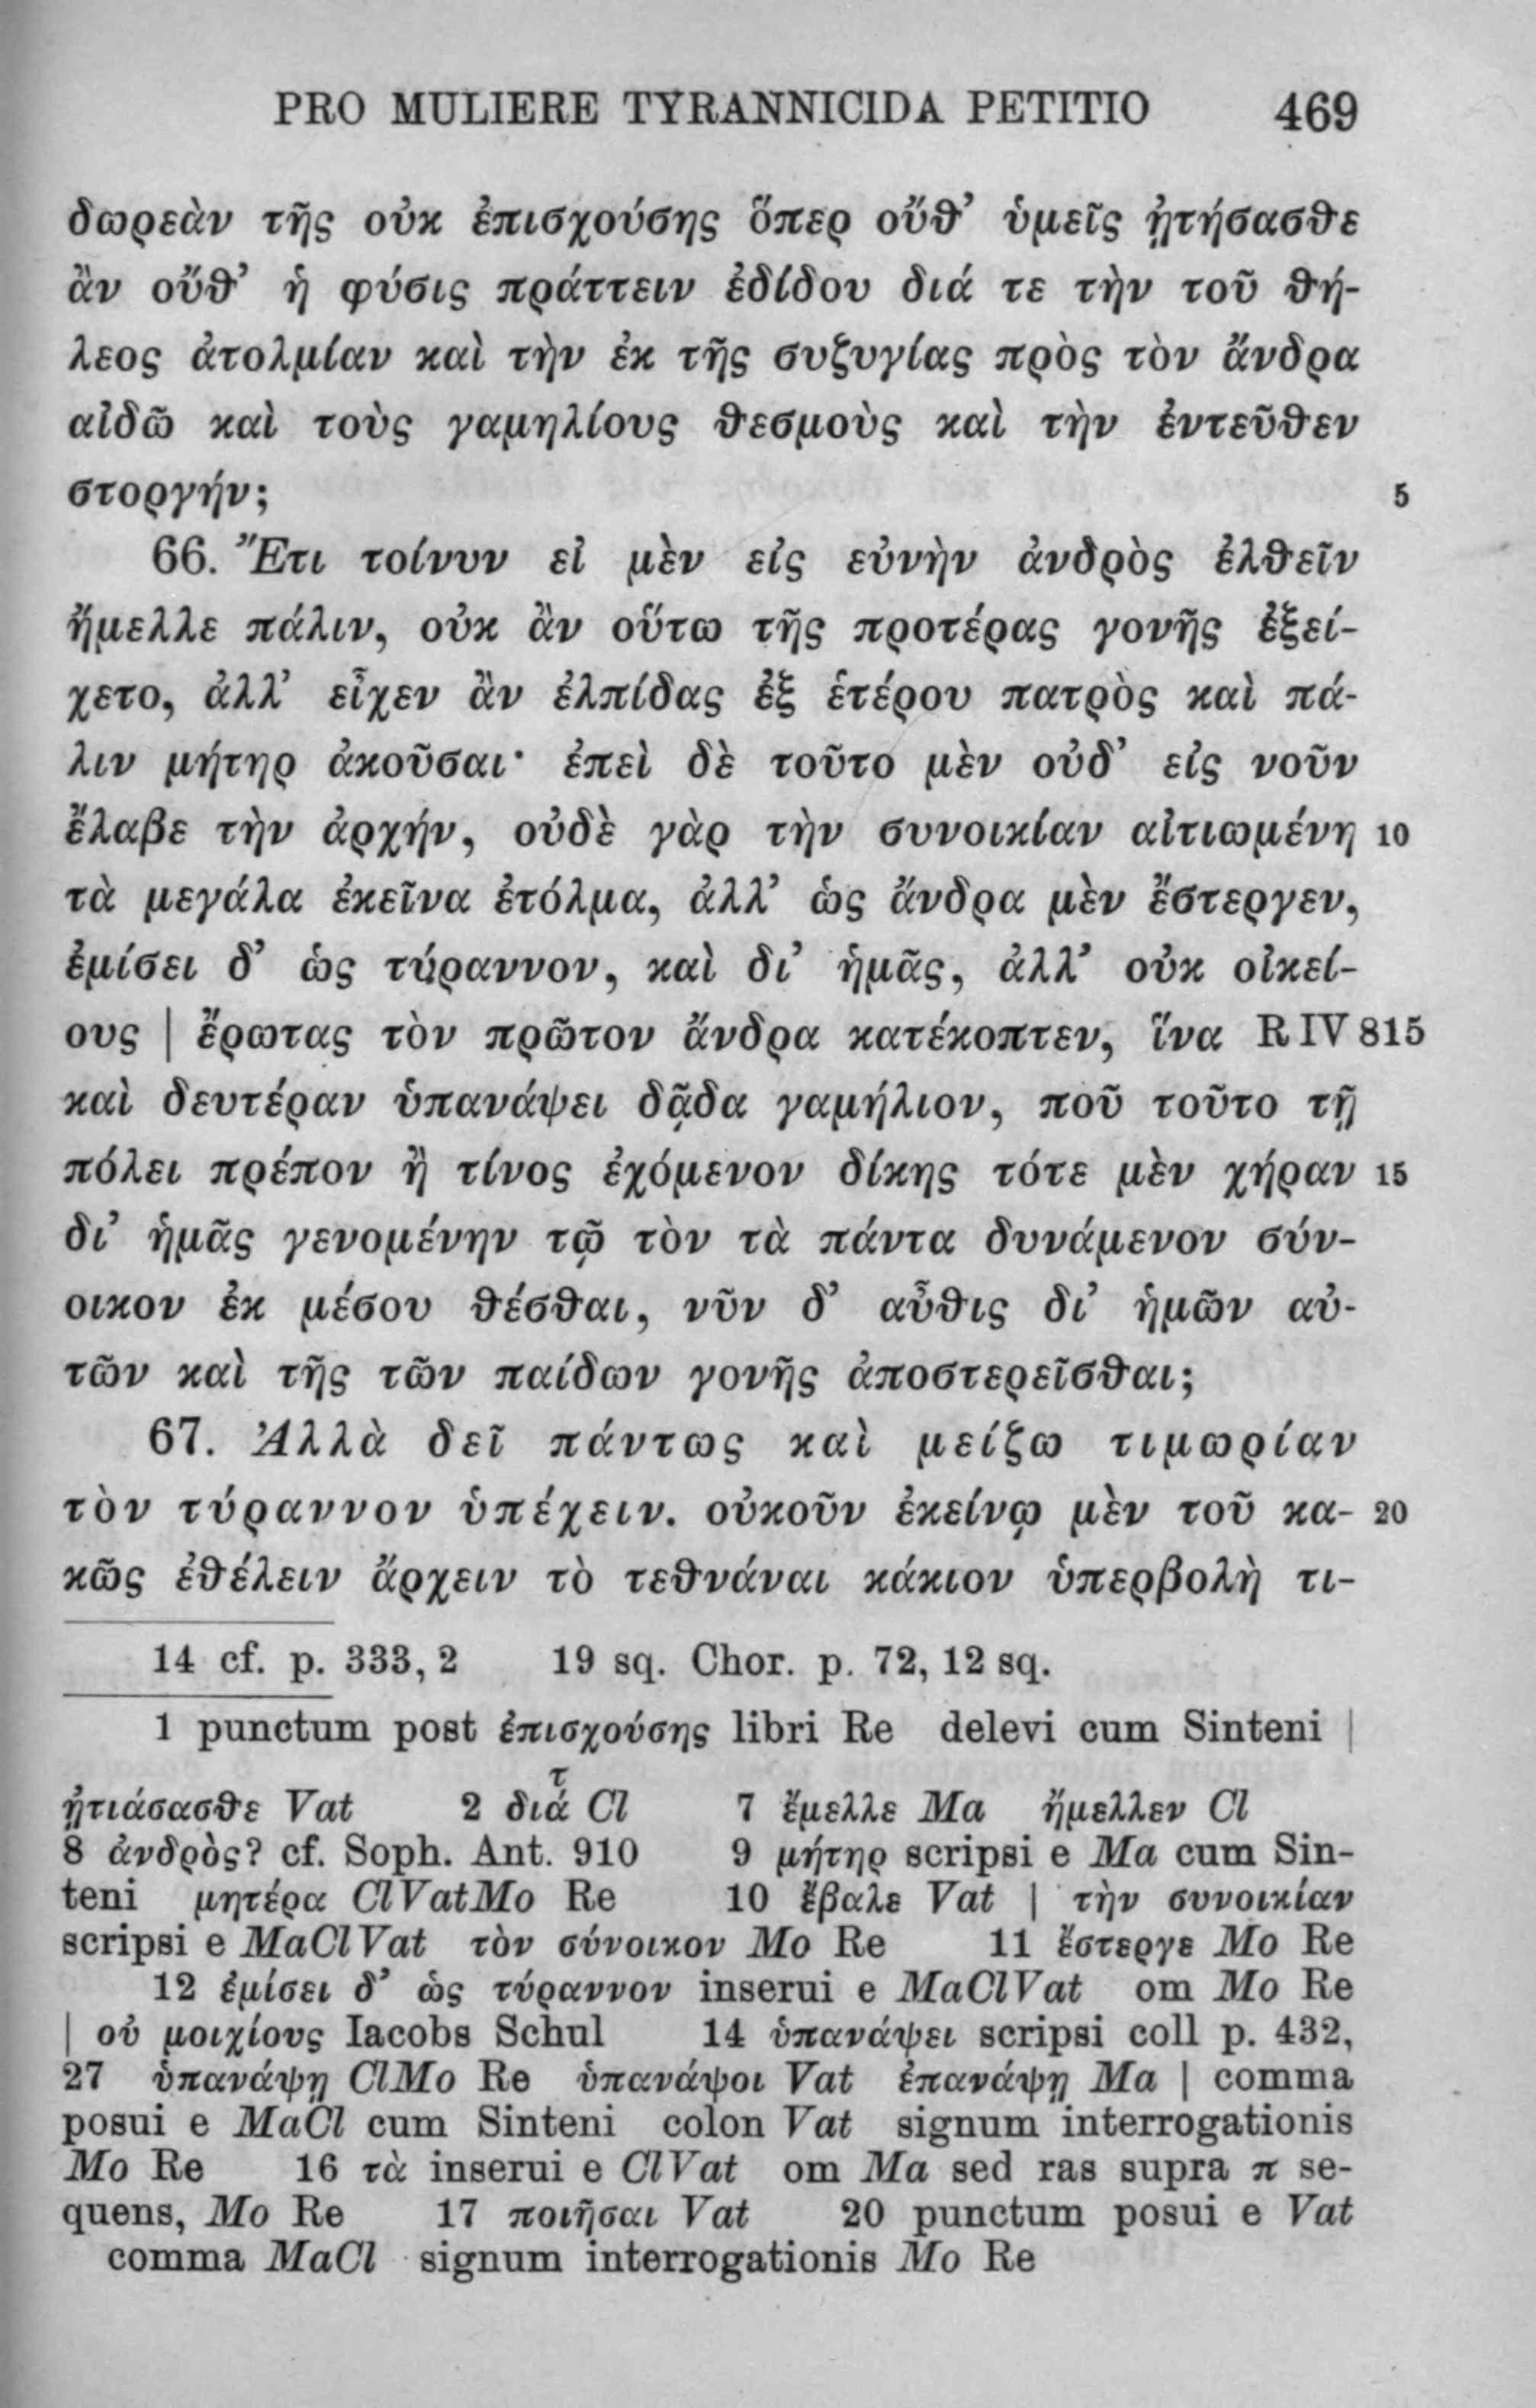 PRO MULIERE TYRANNICIDA PETITIO 469
δωρεὰν τῆς οὐκ ἐπισχούσης ὅπερ οὔθ’ ὑμεῖς ᾐτήσασθε
ἂν οὔθ’ ἡ φύσις πράττειν ἐδίδου διά τε τὴν τοῦ θή-
λεος ἀτολμίαν καὶ τὴν ἐκ τῆς συζυγίας πρὸς τὸν ἄνδρα
αἰδῶ καὶ τοὺς γαμηλίους θεσμοὺς καὶ τὴν ἐντεῦθεν
στοργήν; 5
66. Ἔτι τοίνυν εἰ μὲν εἰς εὐνὴν ἀνδρὸς ἐλθεῖν
ἤμελλε πάλιν, οὐκ ἂν οὕτω τῆς προτέρας γονῆς ἐξεί-
χετο, ἀλλ’ εἶχεν ἂν ἐλπίδας ἐξ ἑτέρου πατρὸς καὶ πά-
λιν μήτηρ ἀκοῦσαι· ἐπεὶ δὲ τοῦτο μὲν οὐδ’ εἰς νοῦν
ἔλαβε τὴν ἀρχήν, οὐδὲ γὰρ τὴν συνοικίαν αἰτιωμένη 10
τὰ μεγάλα ἐκεῖνα ἐτόλμα, ἀλλ’ ὡς ἄνδρα μὲν ἔστεργεν,
ἐμίσει δ’ ὡς τύραννον, καὶ δι’ ἡμᾶς, ἀλλ’ οὐκ οἰκεί-
ους | ἔρωτας τὸν πρῶτον ἄνδρα κατέκοπτεν, ἵνα R IV 815
καὶ δευτέραν ὑπανάψει δᾷδα γαμήλιον, ποῦ τοῦτο τῇ
πόλει πρέπον ἢ τίνος ἐχόμενον δίκης τότε μὲν χήραν 15
δι’ ἡμᾶς γενομένην τῷ τὸν τὰ πάντα δυνάμενον σύν-
οικον ἐκ μέσου θέσθαι, νῦν δ’ αὖθις δι’ ἡμῶν αὐ-
τῶν καὶ τῆς τῶν παίδων γονῆς ἀποστερεῖσθαι;
67. Ἀλλὰ δεῖ πάντως καὶ μείζω τιμωρίαν
τὸν τύραννον ὑπέχειν. οὐκοῦν ἐκείνῳ μὲν τοῦ κα- 20
κῶς ἐθέλειν ἄρχειν τὸ τεθνάναι κάκιον ὑπερβολὴ τι-
14 cf. p. 333, 2 19 sq. Chor. p. 72, 12 sq.
1 punctum post ἐπισχούσης libri Re delevi cum Sinteni |
ᾐτιάσασθε Vat 2 διά τ Cl 7 ἔμελλε Ma ἤμελλεν Cl
8 ἀνδρὸς? cf. Soph. Ant. 910 9 μήτηρ scripsi e Ma cum Sin-
teni μητέρα ClVatMo Re 10 ἔβαλε Vat | τὴν συνοικίαν
scripsi e MaClVat τὸν σύνοικον Mo Re 11 ἔστεργε Mo Re
12 ἐμίσει δ’ ὡς τύραννον inserui e MaClVat om Mo Re
| οὐ μοιχίους Iacobs Schul 14 ὑπανάψει scripsi coll p. 432,
27 ὑπανάψῃ ClMo Re ὑπανάψοι Vat ἐπανάψῃ Ma | comma
posui e MaCl cum Sinteni colon Vat signum interrogationis
Mo Re 16 τὰ inserui e ClVat om Ma sed ras supra π se-
quens, Mo Re 17 ποιῆσαι Vat 20 punctum posui e Vat
comma MaCl signum interrogationis Mo Re